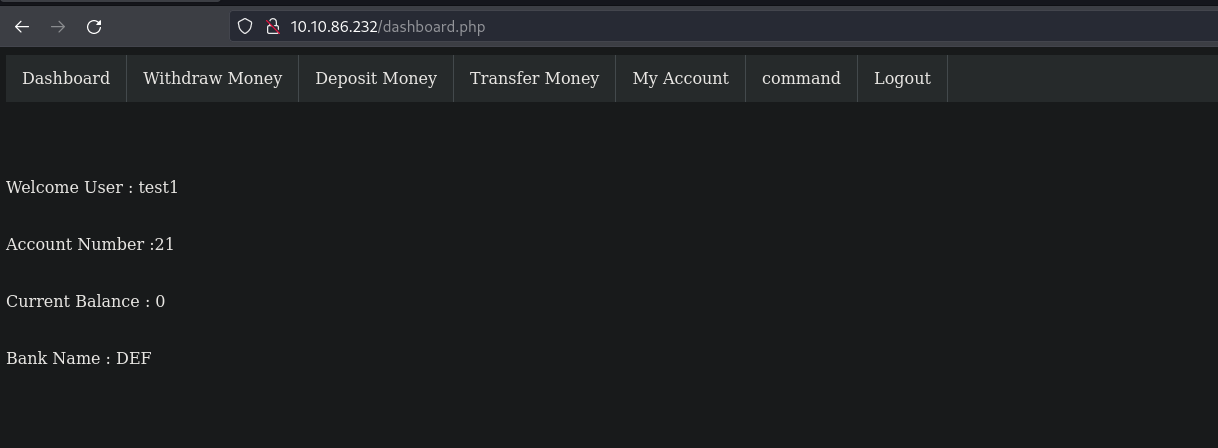 10.10.86.232/dashboard.php
Dashboard Withdraw Money Deposit Money Transfer Money My Account command Logout
Welcome User : test1
Account Number :21
Current Balance : 0
Bank Name : DEF